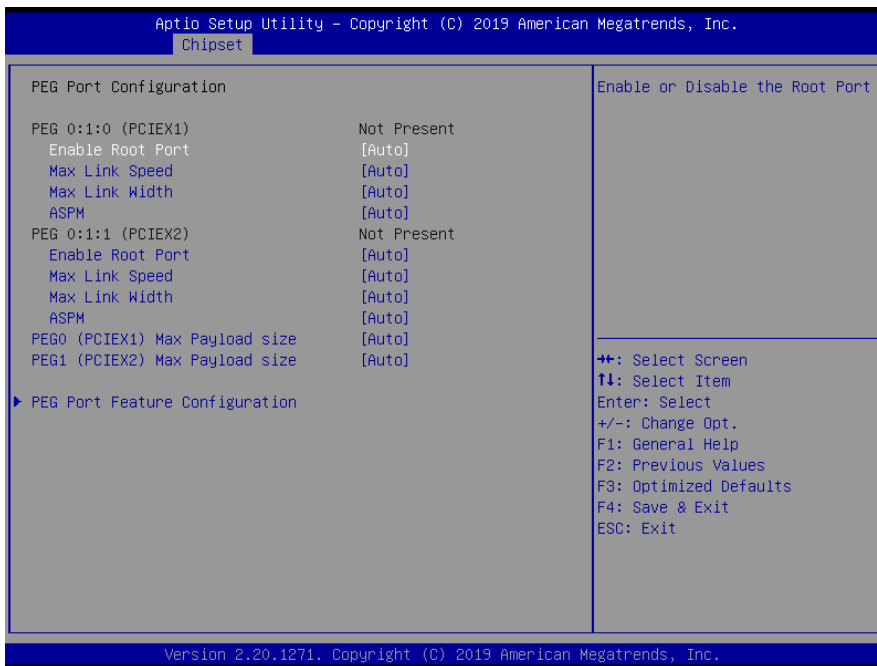 Aptio Setup Utility – Copyright (C) 2019 American Megatrends, Inc.
Chipset
PEG Port Configuration
PEG 0:1:0 (PCIEX1) Not Present
Enable Root Port [Auto]
Max Link Speed [Auto]
Max Link Width [Auto]
ASPM [Auto]
PEG 0:1:1 (PCIEX2) Not Present
Enable Root Port [Auto]
Max Link Speed [Auto]
Max Link Width [Auto]
ASPM [Auto]
PEG0 (PCIEX1) Max Payload size [Auto]
PEG1 (PCIEX2) Max Payload size [Auto]
▶ PEG Port Feature Configuration
Enable or Disable the Root Port
→←: Select Screen
↑↓: Select Item
Enter: Select
+/-: Change Opt.
F1: General Help
F2: Previous Values
F3: Optimized Defaults
F4: Save & Exit
ESC: Exit
Version 2.20.1271. Copyright (C) 2019 American Megatrends, Inc.